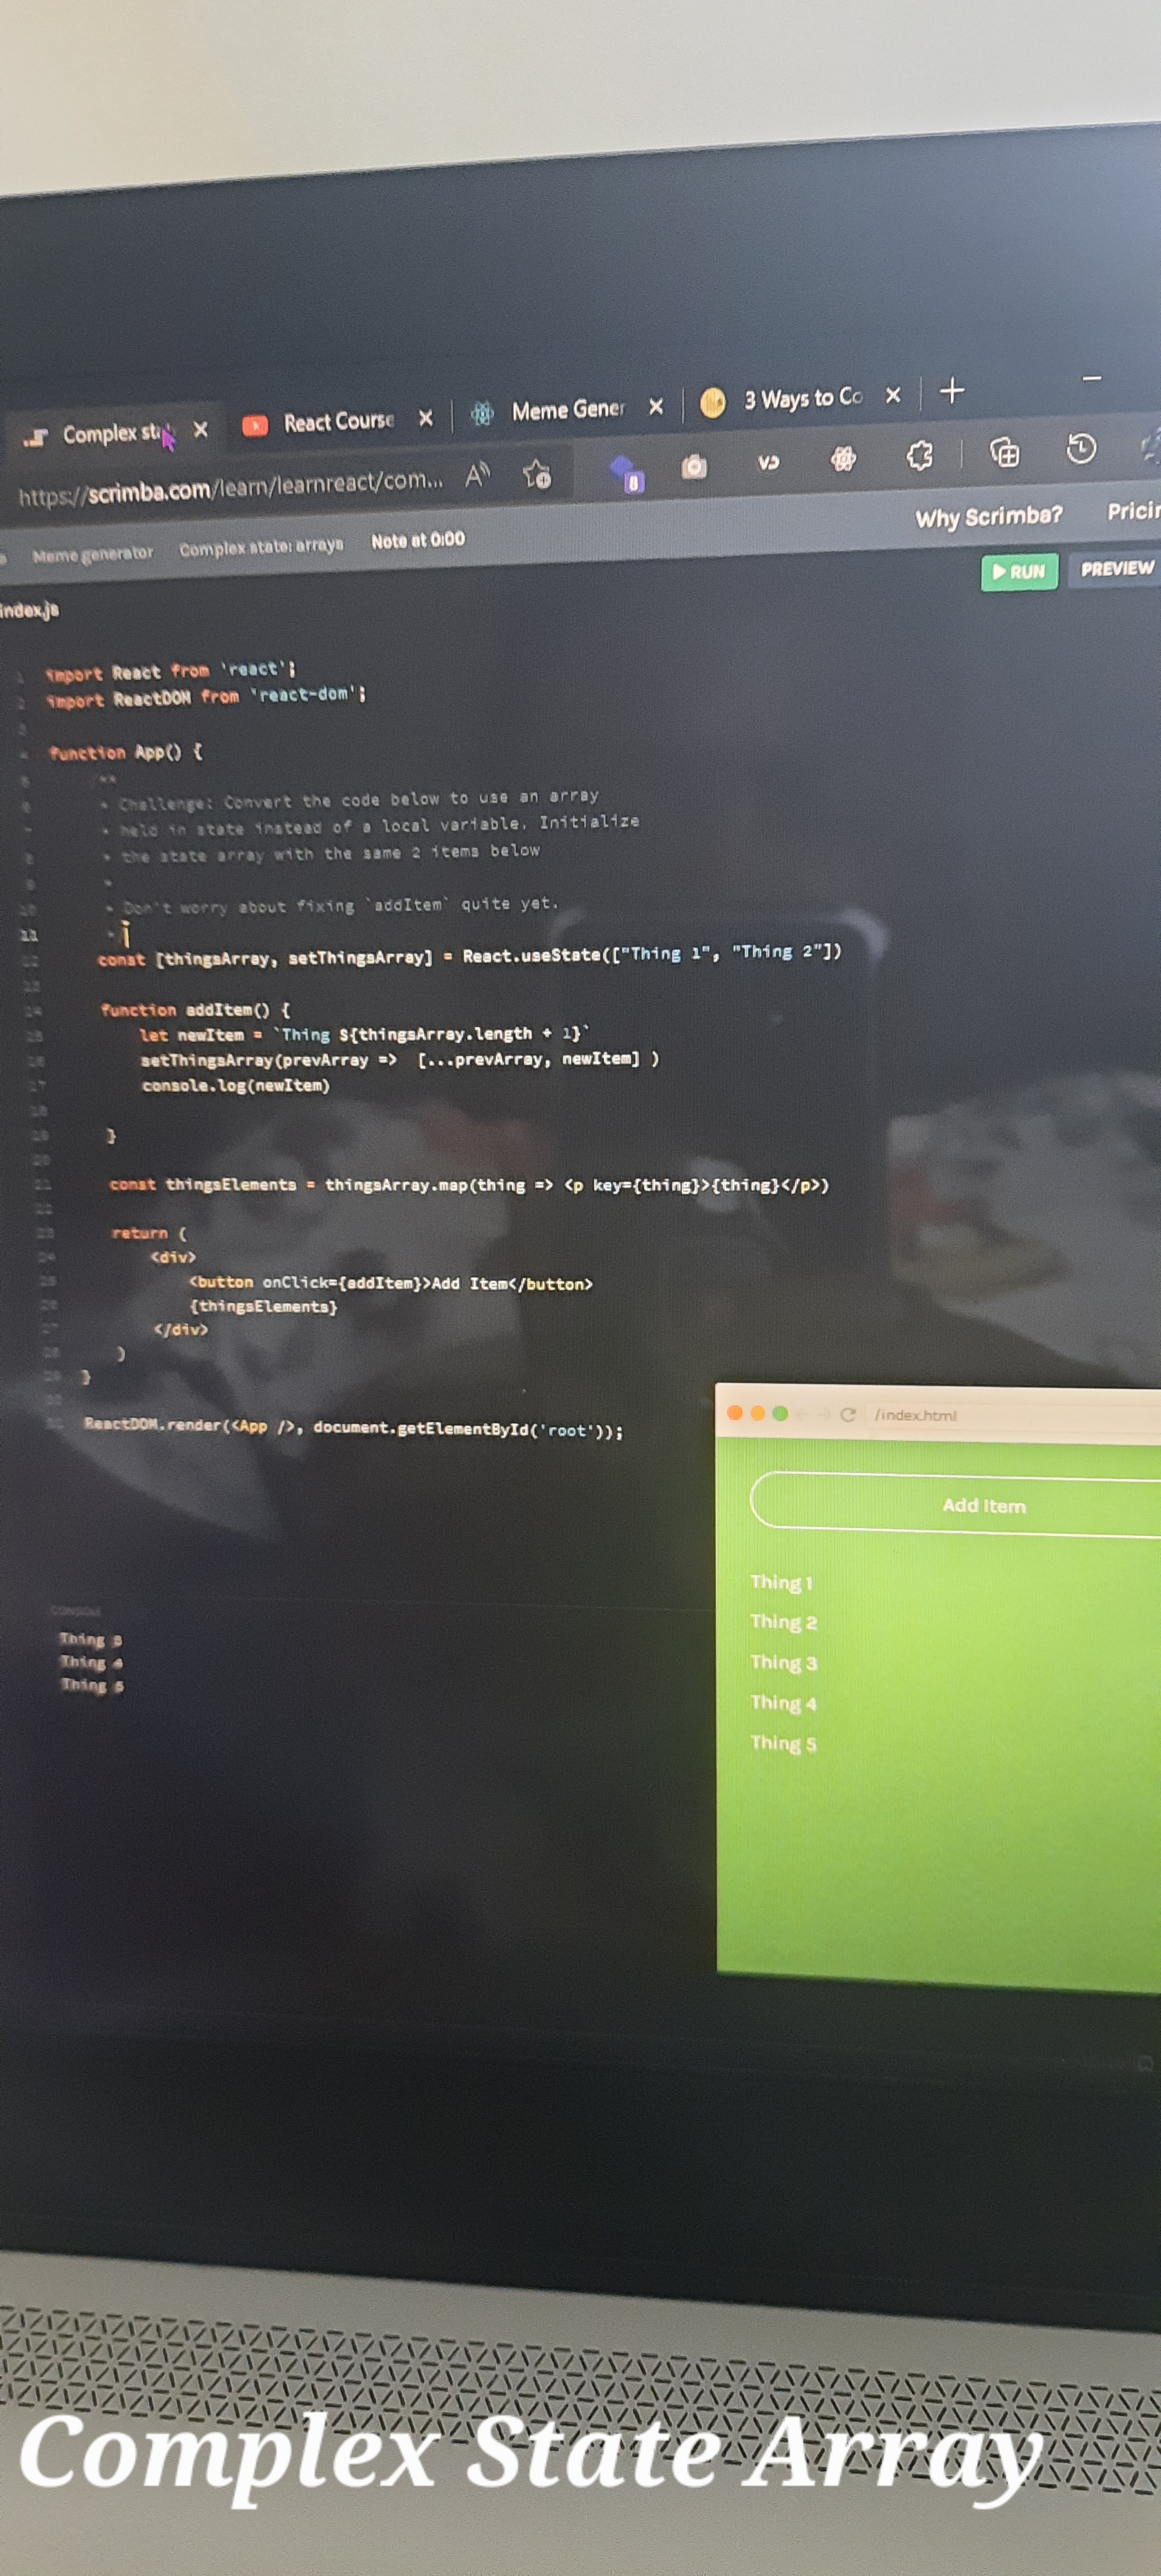 Complex sta
React Course
Meme Gener
3 Ways to Co
https://scrimba.com/learn/learnreact/com...
8
Why Scrimba?
Pricin
Meme generator
Complex state: arrays
Note at 0:00
RUN
PREVIEW
index.js
1 import React from 'react';
2 import ReactDOM from 'react-dom';
3
4 function App() {
5 /**
6 * Challenge: Convert the code below to use an array
7 * held in state instead of a local variable. Initialize
8 * the state array with the same 2 items below
9 *
10 * Don't worry about fixing `addItem` quite yet.
11 *
12 const [thingsArray, setThingsArray] = React.useState(["Thing 1", "Thing 2"])
13
14 function addItem() {
15 let newItem = `Thing ${thingsArray.length + 1}`
16 setThingsArray(prevArray => [...prevArray, newItem] )
17 console.log(newItem)
18
19 }
20
21 const thingsElements = thingsArray.map(thing => <p key={thing}>{thing}</p>)
22
23 return (
24 <div>
25 <button onClick={addItem}>Add Item</button>
26 {thingsElements}
27 </div>
28 )
29 }
ReactDOM.render(<App />, document.getElementById('root'));
/index.html
Add Item
Thing 1
Thing 2
Thing 3
Thing 4
Thing 5
CONSOLE
Thing 3
Thing 4
Thing 5
Complex State Array